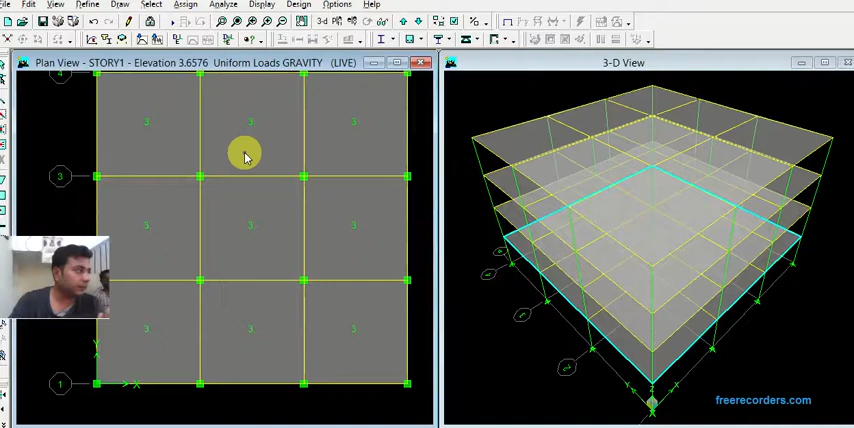 File Edit View Define Draw Select Assign Analyze Display Design Options Help
3-d
Plan View - STORY1 - Elevation 3.6576 Uniform Loads GRAVITY (LIVE)
3-D View
4
3. 3. 3
3
3. 3. 3
3. 3. 3
Y
1
X
Y X
Z
freerecorders.com